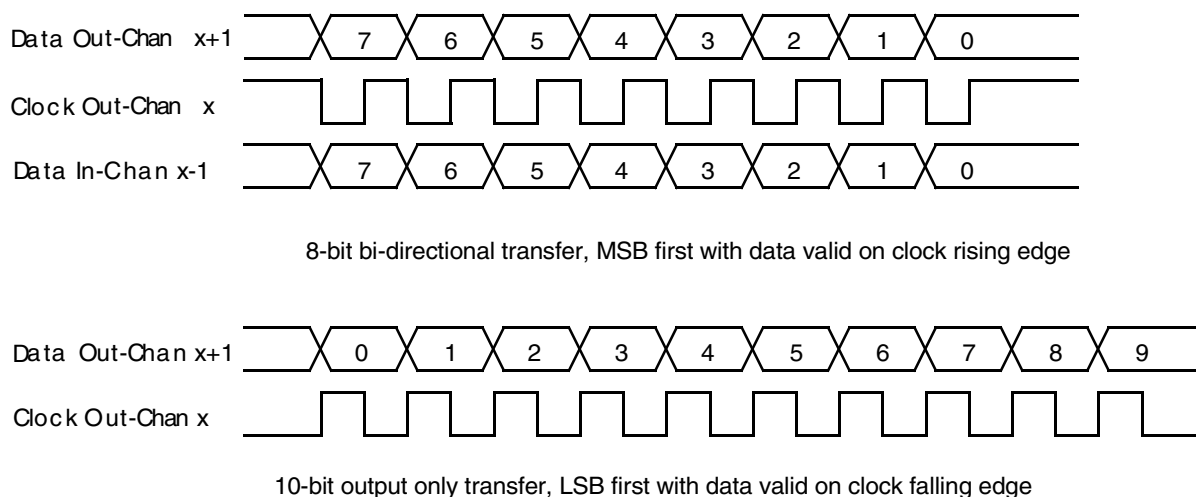 Data Out-Chan x+1 7 6 5 4 3 2 1 0
Clock Out-Chan x
Data In-Chan x-1 7 6 5 4 3 2 1 0
8-bit bi-directional transfer, MSB first with data valid on clock rising edge
Data Out-Chan x+1 0 1 2 3 4 5 6 7 8 9
Clock Out-Chan x
10-bit output only transfer, LSB first with data valid on clock falling edge